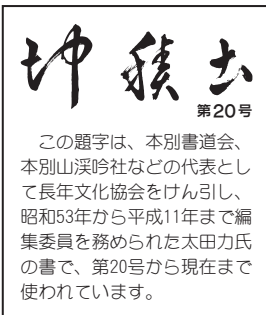 第20号
この題字は、本別書道会、
本別山渓吟社などの代表とし
て長年文化協会をけん引し、
昭和53年から平成11年まで編
集委員を務められた太田力氏
の書で、第20号から現在まで
使われています。